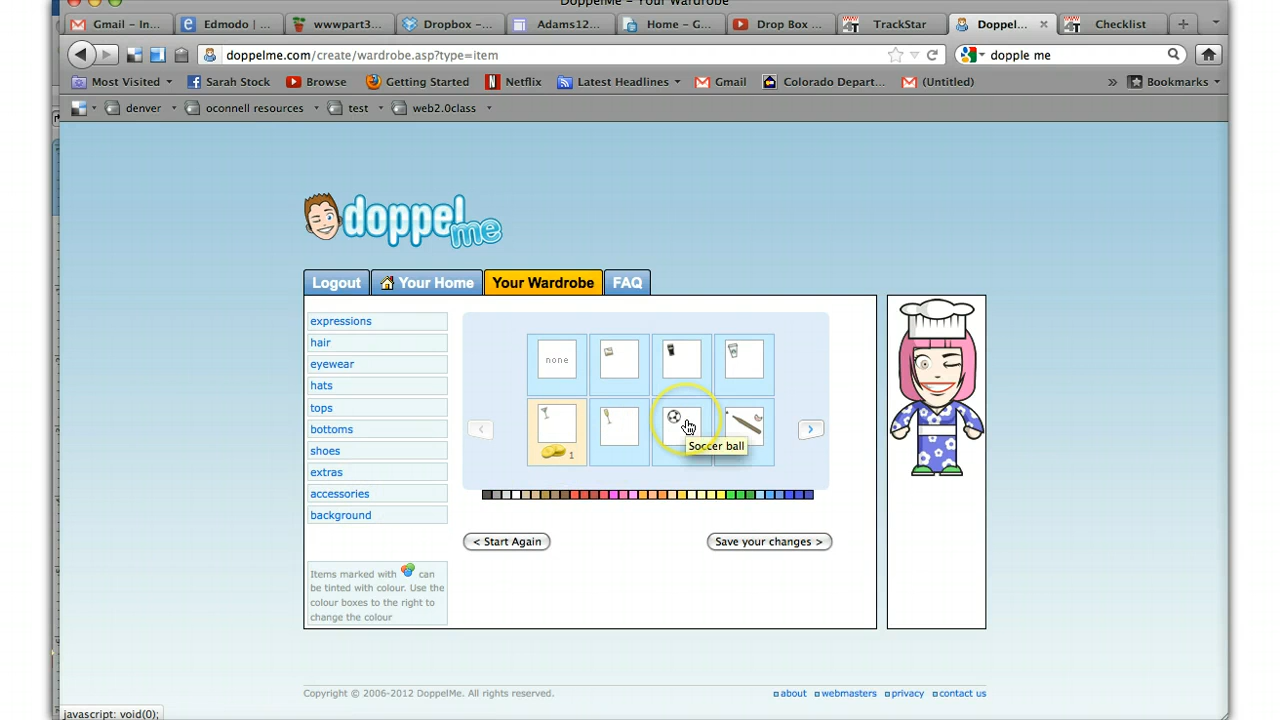 DoppelMe - Your Wardrobe
Gmail - In...
Edmodo | ...
wwwpart3...
Dropbox -...
Adams12...
Home - G...
Drop Box ...
TrackStar
Doppel...
Checklist
doppelme.com/create/wardrobe.asp?type=item
dopple me
Most Visited
Sarah Stock
Browse
Getting Started
Netflix
Latest Headlines
Gmail
Colorado Depart...
(Untitled)
»
Bookmarks
denver
oconnell resources
test
web2.0class
doppel me
Logout
Your Home
Your Wardrobe
FAQ
expressions
hair
eyewear
hats
tops
bottoms
shoes
extras
accessories
background
none
1
Soccer ball
< Start Again
Save your changes >
Items marked with can
be tinted with colour. Use the
colour boxes to the right to
change the colour
Copyright © 2006-2012 DoppelMe. All rights reserved.
about
webmasters
privacy
contact us
javascript: void(0);